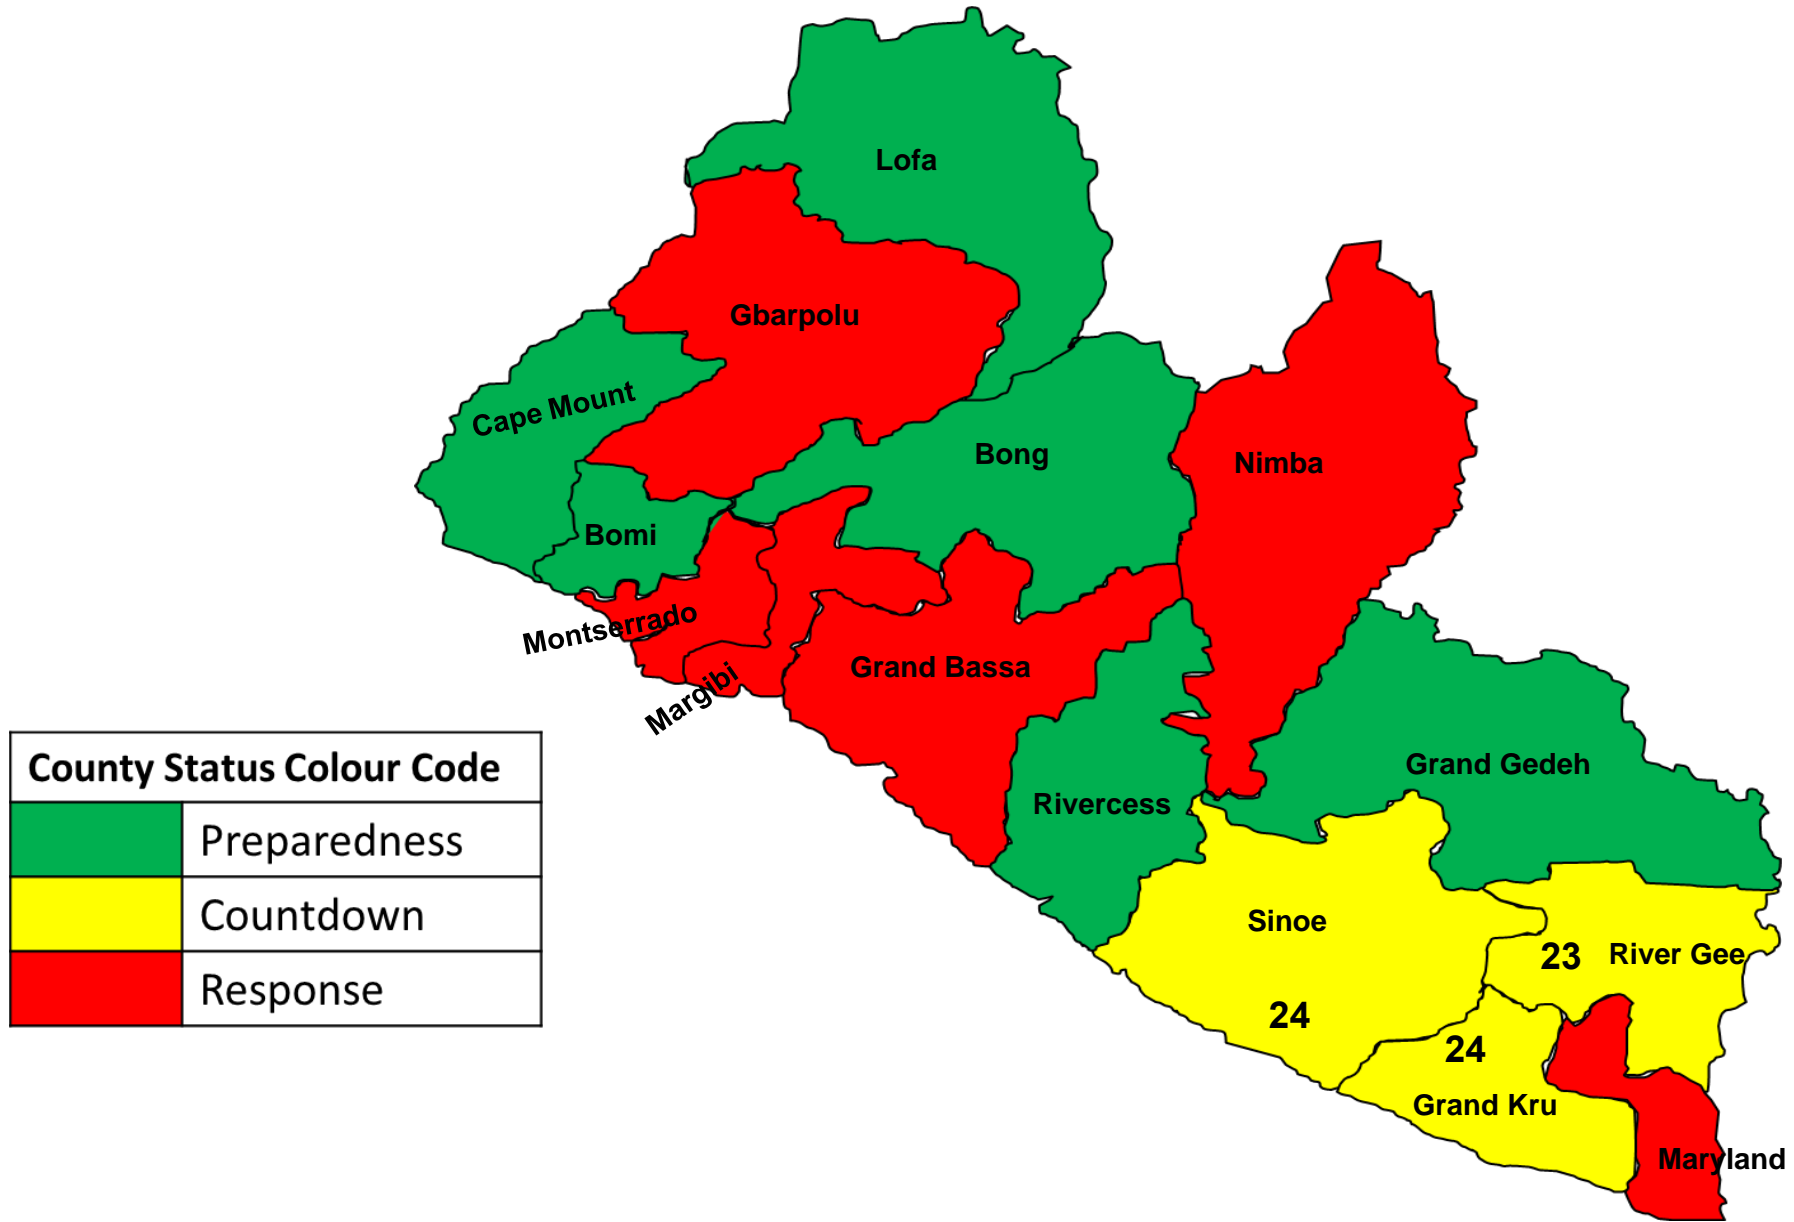 Lofa
Gbarpolu
Cape Mount
Bong
Nimba
Bomi
Montserrado
Margibi
Grand Bassa
Grand Gedeh
Rivercess
Sinoe
23 River Gee
24
24
Grand Kru
Maryland
County Status Colour Code
Preparedness
Countdown
Response